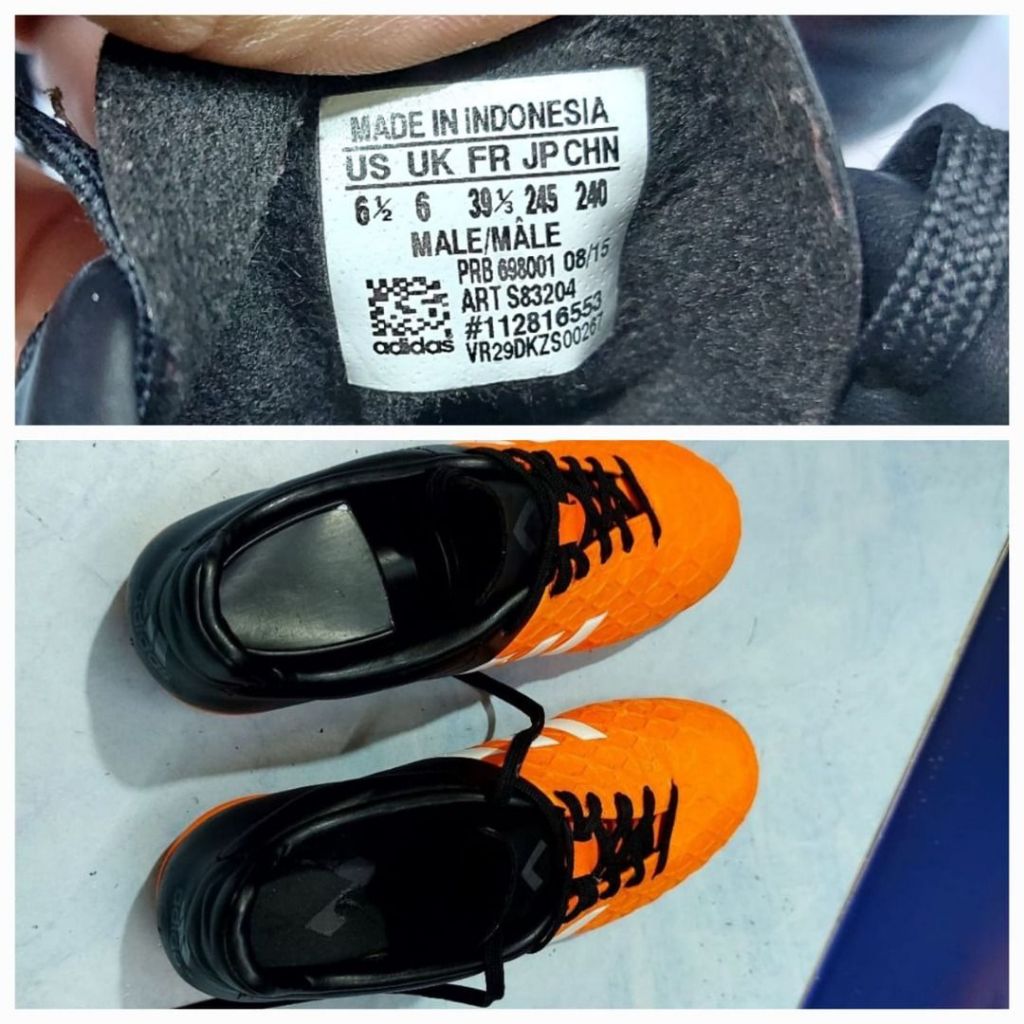 MADE IN INDONESIA
US UK FR JP CHN
6½ 6 39⅓ 245 240
MALE/MÂLE
PRB 698001 08/15
ART S83204
#112816553
adidas VR29DKZS00267